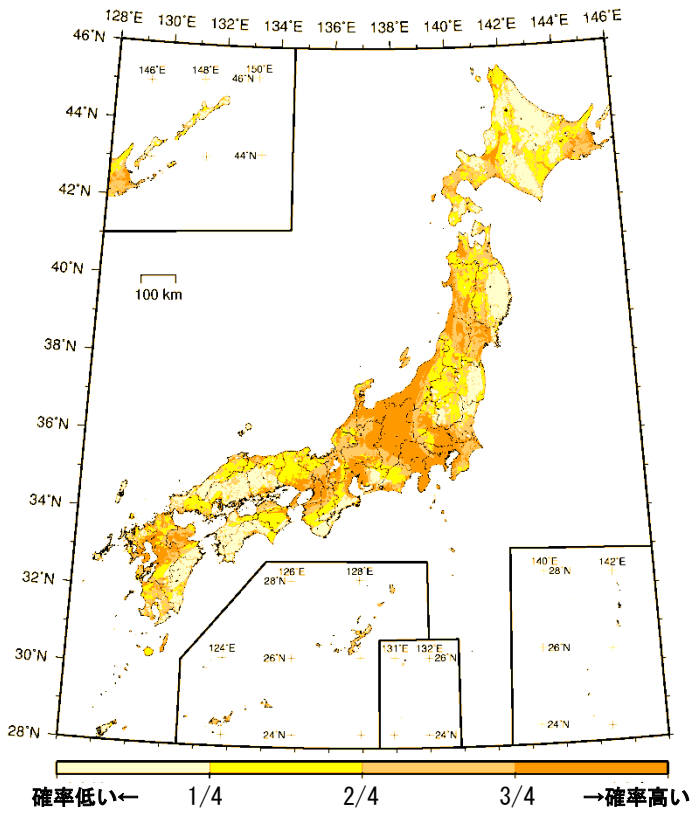 128˚E 130˚E 132˚E 134˚E 136˚E 138˚E 140˚E 142˚E 144˚E 146˚E
46˚N
146˚E 148˚E 150˚E
46˚N
44˚N
44˚N
42˚N
40˚N
100 km
38˚N
36˚N
34˚N
32˚N
126˚E 128˚E
28˚N
140˚E 142˚E
28˚N
30˚N
124˚E
26˚N
131˚E 132˚E
26˚N
26˚N
28˚N
24˚N
24˚N
24˚N
確率低い← 1/4 2/4 3/4 →確率高い